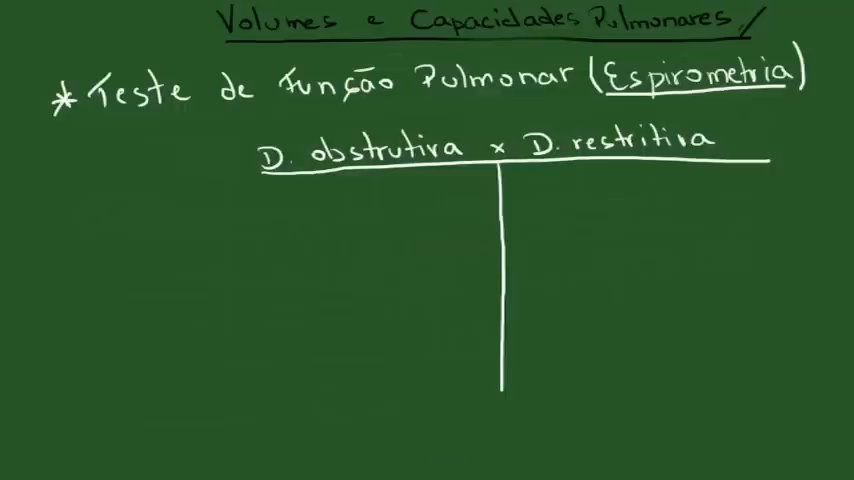 Volumes e Capacidades Pulmonares
* Teste de Função Pulmonar (Espirometria)
D. obstrutiva x D. restritiva